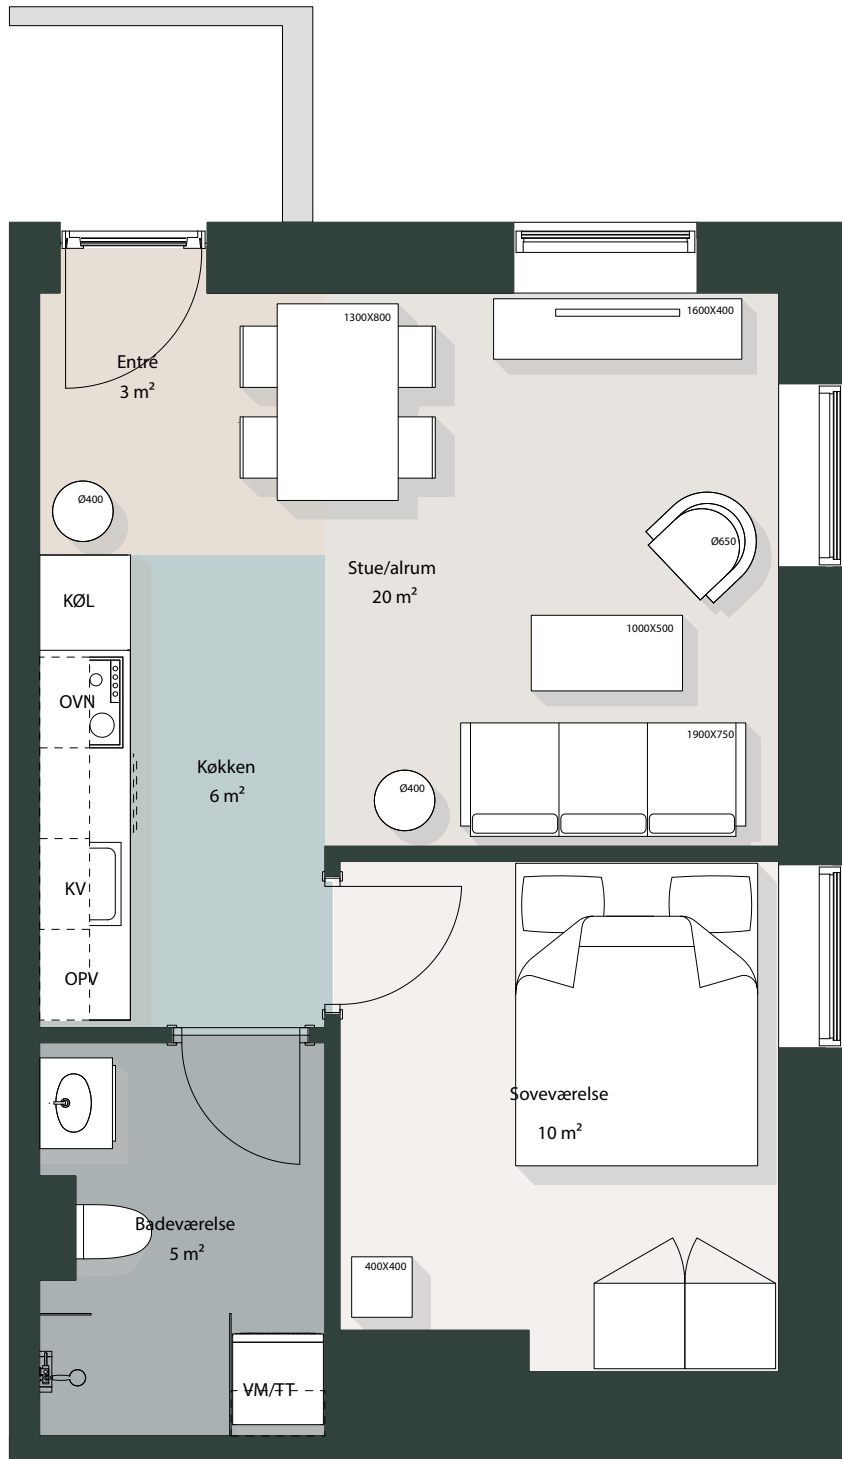 1300X800
1600X400
Entré
3 m²
Ø400
Ø650
Stue/alrum
20 m²
KØL
1000X500
OVN
1900X750
Køkken
6 m²
Ø400
KV
OPV
Soveværelse
10 m²
Badeværelse
5 m²
400X400
VM/TT